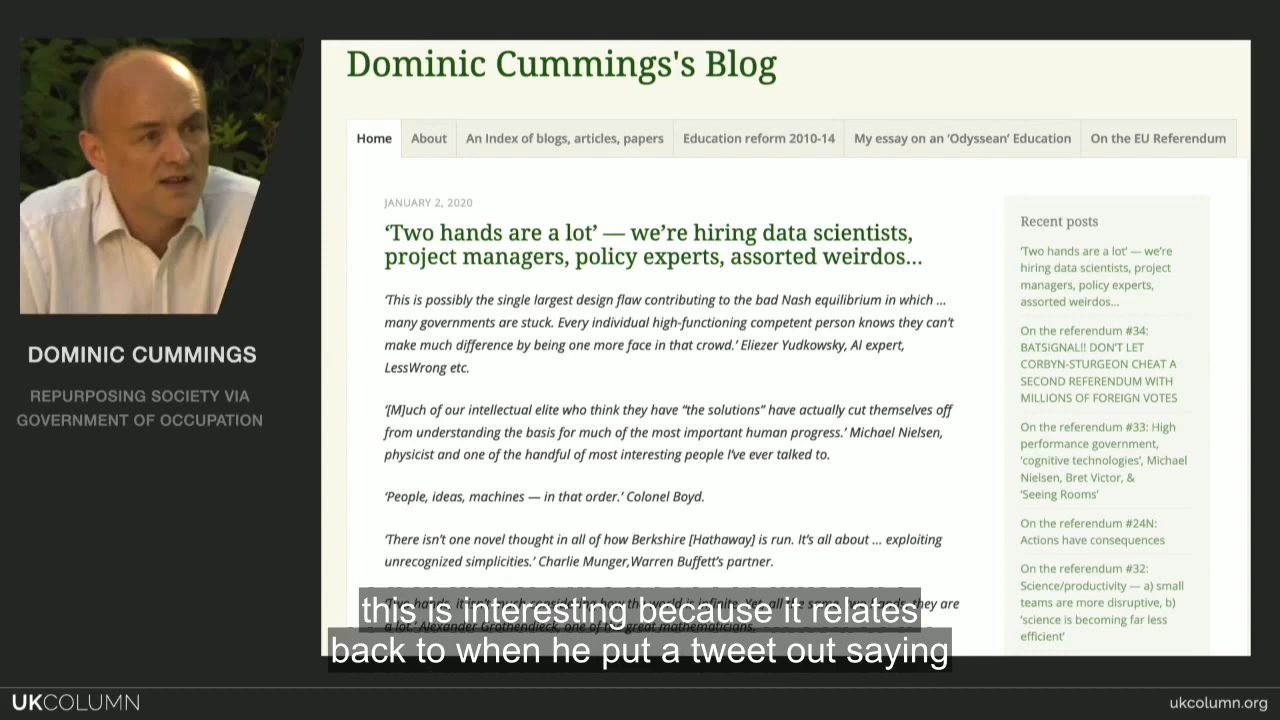 DOMINIC CUMMINGS
REPURPOSING SOCIETY VIA
GOVERNMENT OF OCCUPATION
Dominic Cummings's Blog
Home About An Index of blogs, articles, papers Education reform 2010-14 My essay on an ‘Odyssean’ Education On the EU Referendum
JANUARY 2, 2020
‘Two hands are a lot’ — we’re hiring data scientists,
project managers, policy experts, assorted weirdos…
‘This is possibly the single largest design flaw contributing to the bad Nash equilibrium in which …
many governments are stuck. Every individual high-functioning competent person knows they can’t
make much difference by being one more face in that crowd.’ Eliezer Yudkowsky, AI expert,
LessWrong etc.
‘[M]uch of our intellectual elite who think they have “the solutions” have actually cut themselves off
from understanding the basis for much of the most important human progress.’ Michael Nielsen,
physicist and one of the handful of most interesting people I’ve ever talked to.
‘People, ideas, machines — in that order.’ Colonel Boyd.
‘There isn’t one novel thought in all of how Berkshire [Hathaway] is run. It’s all about … exploiting
unrecognized simplicities.’ Charlie Munger,Warren Buffett’s partner.
they are
a lot.’ Alexander Grothendieck, one of the great mathematicians.
Recent posts
‘Two hands are a lot’ — we’re
hiring data scientists, project
managers, policy experts,
assorted weirdos…
On the referendum #34:
BATSIGNAL!! DON’T LET
CORBYN-STURGEON CHEAT A
SECOND REFERENDUM WITH
MILLIONS OF FOREIGN VOTES
On the referendum #33: High
performance government,
‘cognitive technologies’, Michael
Nielsen, Bret Victor, &
‘Seeing Rooms’
On the referendum #24N:
Actions have consequences
On the referendum #32:
Science/productivity — a) small
teams are more disruptive, b)
‘science is becoming far less
efficient’
this is interesting because it relates
back to when he put a tweet out saying
UKCOLUMN
ukcolumn.org